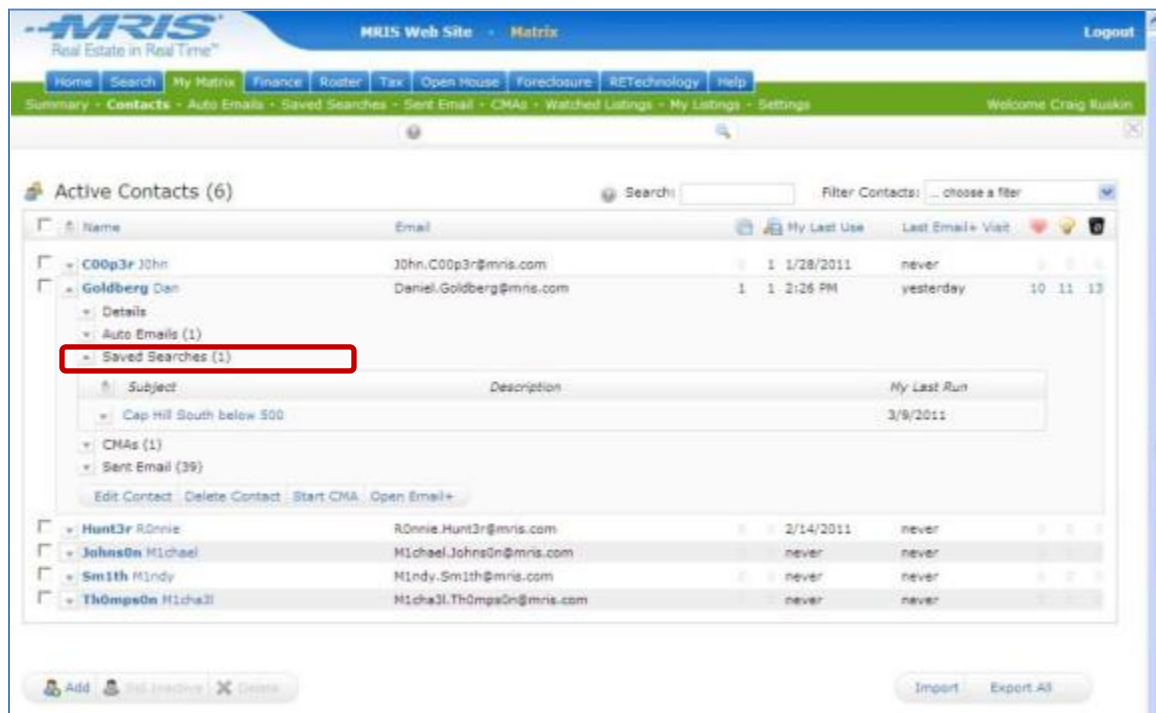 MRIS
Real Estate in Real Time™
MRIS Web Site - Matrix Logout
Home Search My Matrix Finance Roster Tax Open House Foreclosure RETechnology Help
Summary - Contacts - Auto Emails - Saved Searches - Sent Email - CMAs - Watched Listings - My Listings - Settings Welcome Craig Ruskin
Active Contacts (6) Search: Filter Contacts: ... choose a filter
Name Email My Last Use Last Email+ Visit
C00p3r J0hn J0hn.C00p3r@mris.com 1 1/28/2011 never
Goldberg Dan Daniel.Goldberg@mris.com 1 1 2:26 PM yesterday 10 11 13
Details
Auto Emails (1)
Saved Searches (1)
Subject Description My Last Run
Cap Hill South below 500 3/9/2011
CMAs (1)
Sent Email (39)
Edit Contact Delete Contact Start CMA Open Email+
Hunt3r R0nnie R0nnie.Hunt3r@mris.com 2/14/2011 never
Johns0n M1chael M1chael.Johns0n@mris.com never never
Sm1th M1ndy M1ndy.Sm1th@mris.com never never
Th0mps0n M1cha3l M1cha3l.Th0mps0n@mris.com never never
Add Set Inactive Delete Import Export All